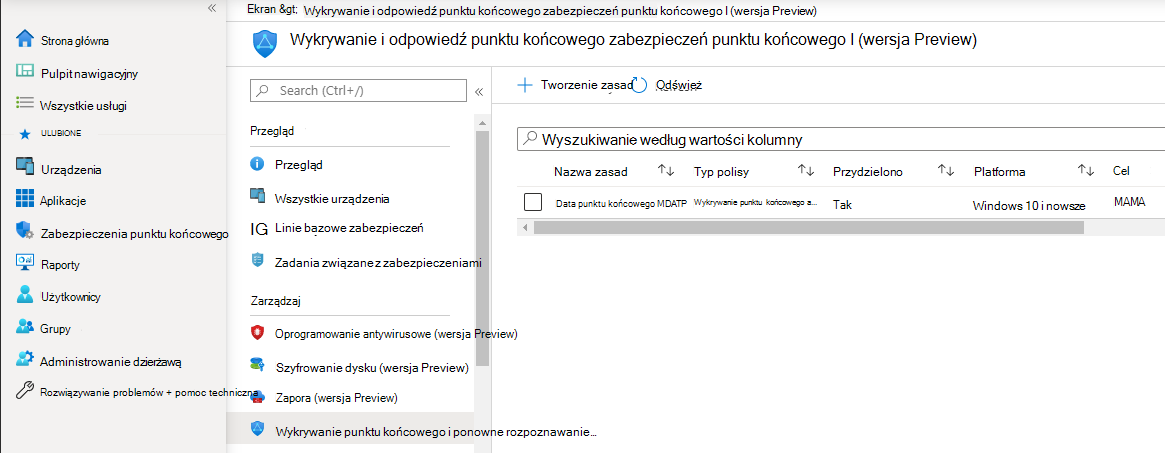 Ekran &gt; Wykrywanie i odpowiedź punktu końcowego zabezpieczeń punktu końcowego I (wersja Preview)
Wykrywanie i odpowiedź punktu końcowego zabezpieczeń punktu końcowego I (wersja Preview)
Strona główna
Pulpit nawigacyjny
Wszystkie usługi
ULUBIONE
Urządzenia
Aplikacje
Zabezpieczenia punktu końcowego
Raporty
Użytkownicy
Grupy
Administrowanie dzierżawą
Rozwiązywanie problemów + pomoc techniczna
Search (Ctrl+/)
Przegląd
Przegląd
Wszystkie urządzenia
IG Linie bazowe zabezpieczeń
Zadania związane z zabezpieczeniami
Zarządzaj
Oprogramowanie antywirusowe (wersja Preview)
Szyfrowanie dysku (wersja Preview)
Zapora (wersja Preview)
Wykrywanie punktu końcowego i ponowne rozpoznawanie...
Tworzenie zasad Odśwież
Wyszukiwanie według wartości kolumny
Nazwa zasad Typ polisy Przydzielono Platforma Cel
Data punktu końcowego MDATP Wykrywanie punktu końcowego a... Tak Windows 10 i nowsze MAMA